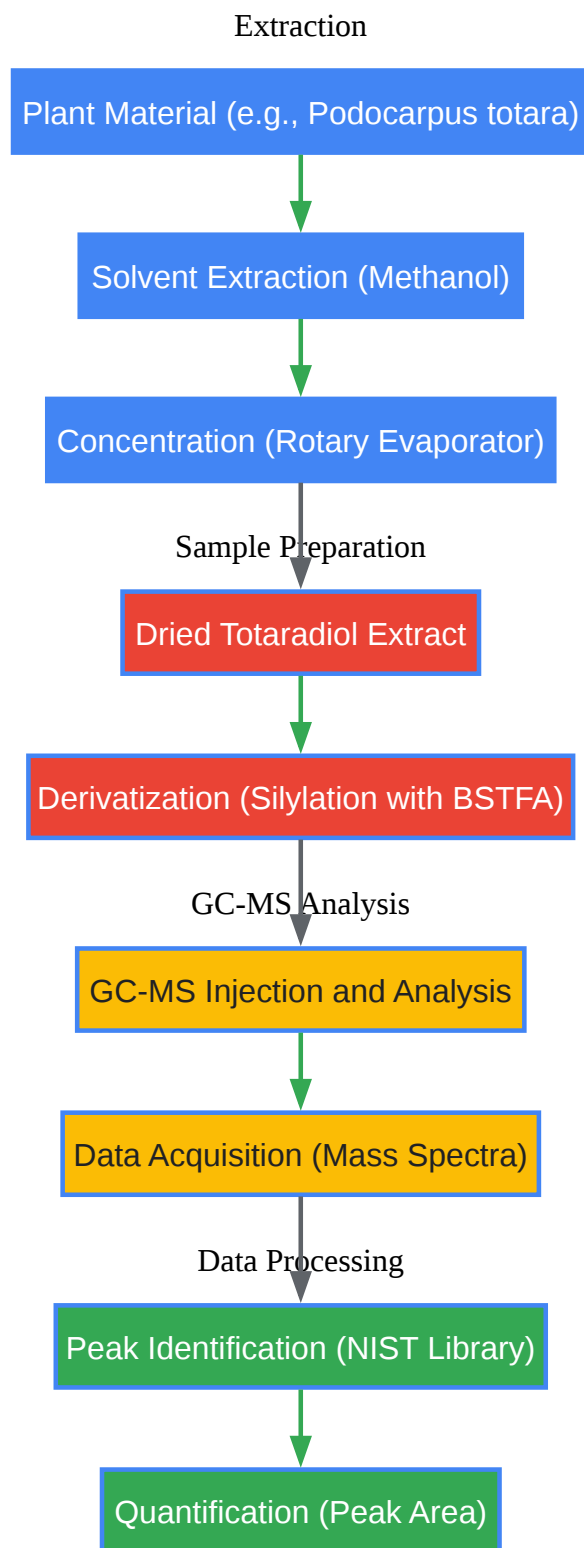 Extraction
Plant Material (e.g., Podocarpus totara)
Solvent Extraction (Methanol)
Concentration (Rotary Evaporator)
Sample Preparation
Dried Totaradiol Extract
Derivatization (Silylation with BSTFA)
GC-MS Analysis
GC-MS Injection and Analysis
Data Acquisition (Mass Spectra)
Data Processing
Peak Identification (NIST Library)
Quantification (Peak Area)